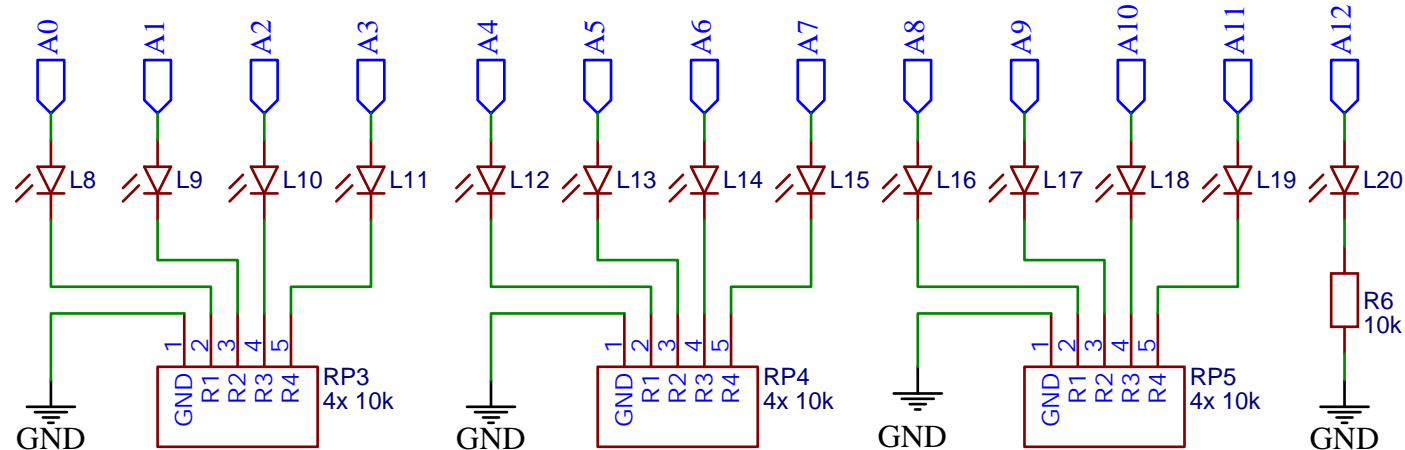 A0 A1 A2 A3 A4 A5 A6 A7 A8 A9 A10 A11 A12
L8 L9 L10 L11 L12 L13 L14 L15 L16 L17 L18 L19 L20
R6
10k
1 2 3 4 5
GND R1 R2 R3 R4
RP3
4x 10k
1 2 3 4 5
GND R1 R2 R3 R4
RP4
4x 10k
1 2 3 4 5
GND R1 R2 R3 R4
RP5
4x 10k
GND GND GND GND